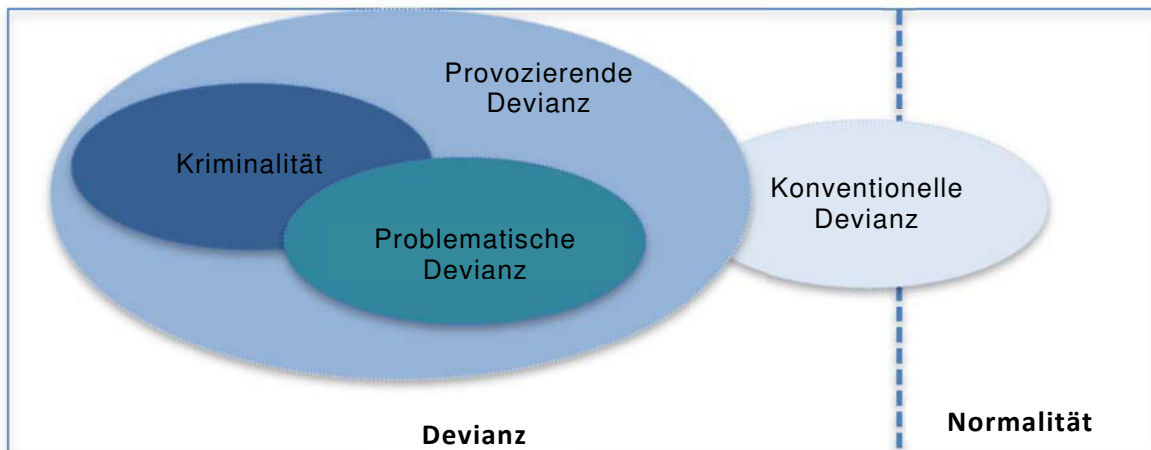 Provozierende
Devianz
Kriminalität
Konventionelle
Devianz
Problematische
Devianz
Normalität
Devianz